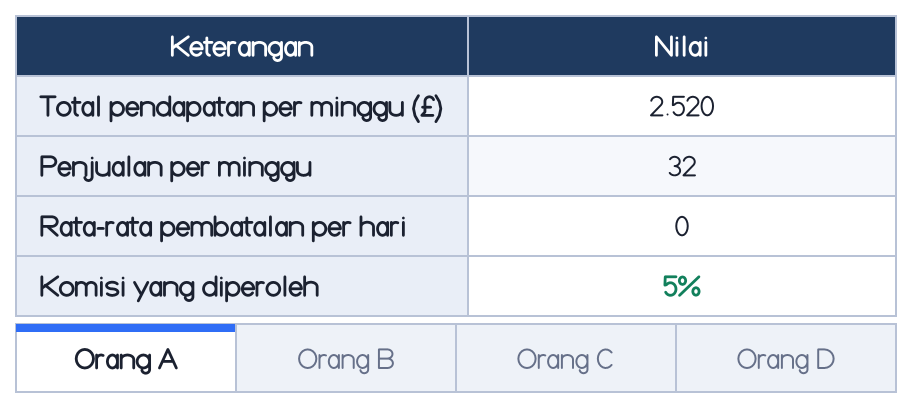 Keterangan Nilai
Total pendapatan per minggu (£) 2.520
Penjualan per minggu 32
Rata-rata pembatalan per hari 0
Komisi yang diperoleh 5%
Orang A Orang B Orang C Orang D